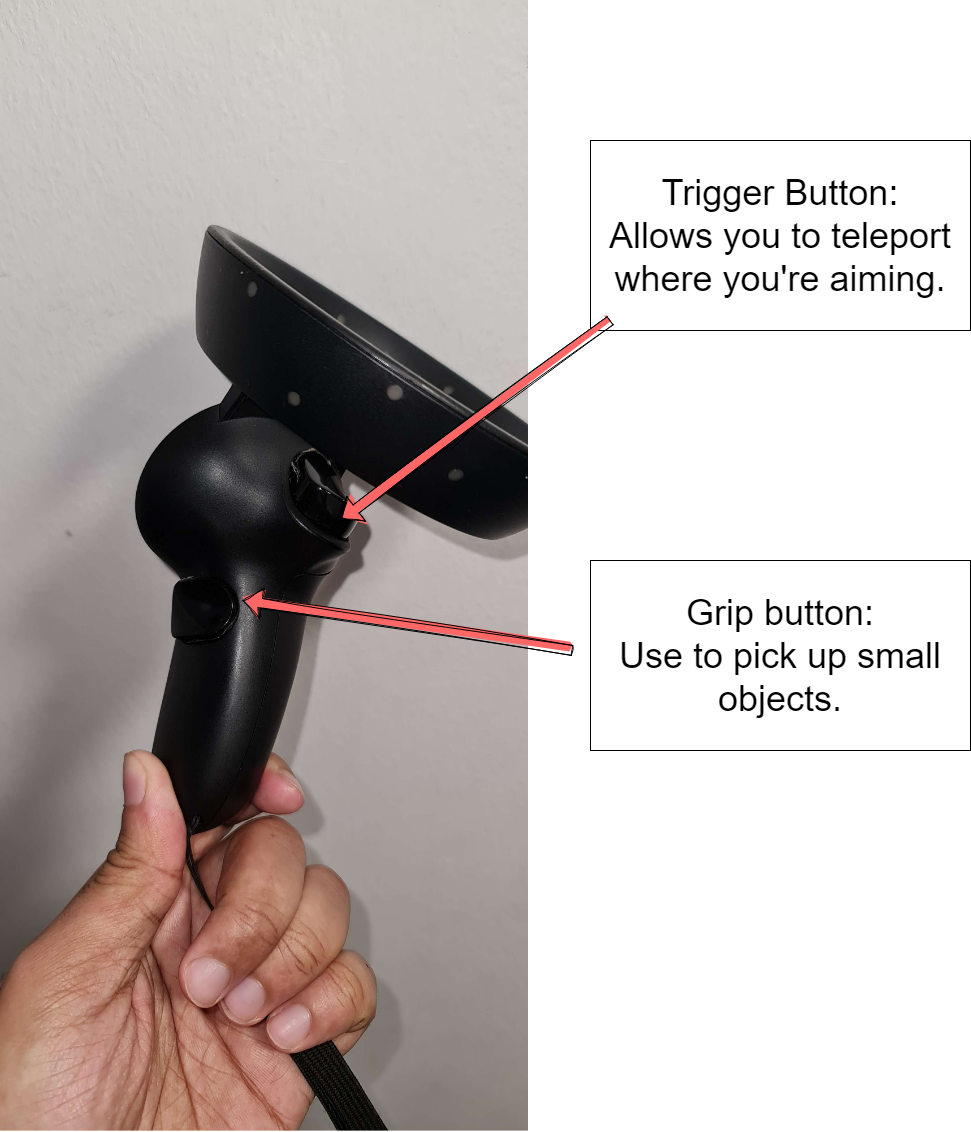 Trigger Button:
Allows you to teleport
where you're aiming.
Grip button:
Use to pick up small
objects.